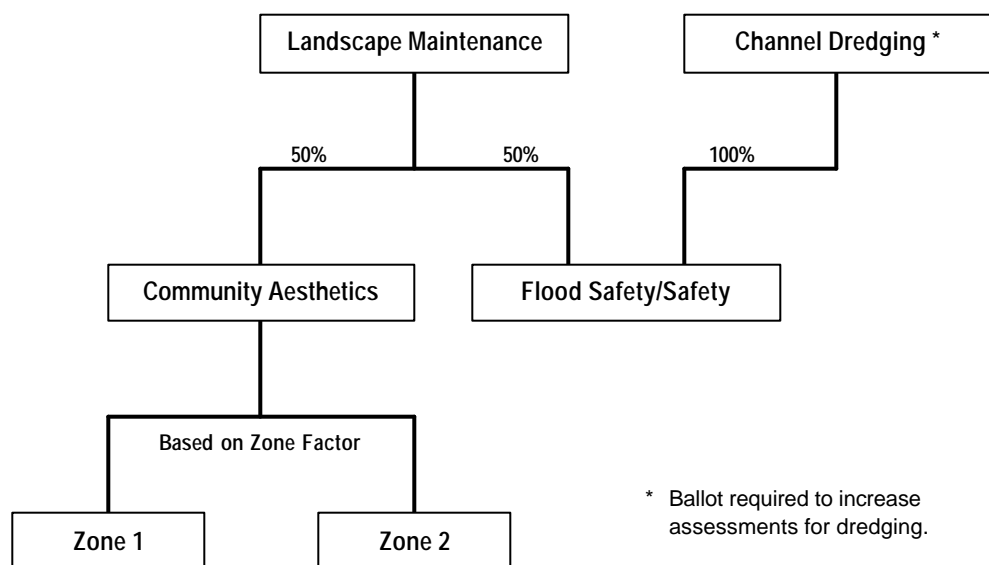 Landscape Maintenance
Channel Dredging *
50%
50%
100%
Community Aesthetics
Flood Safety/Safety
Based on Zone Factor
Zone 1
Zone 2
* Ballot required to increase
assessments for dredging.